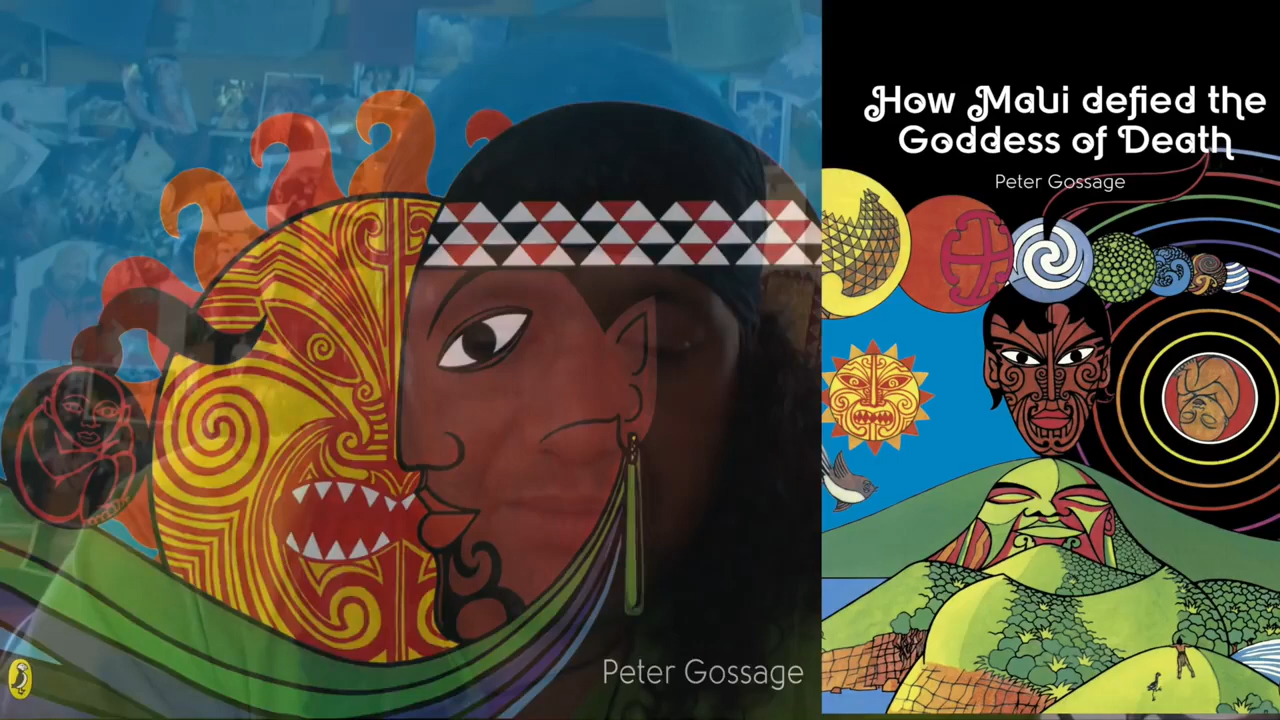 Peter Gossage
How Maui defied the
Goddess of Death
Peter Gossage